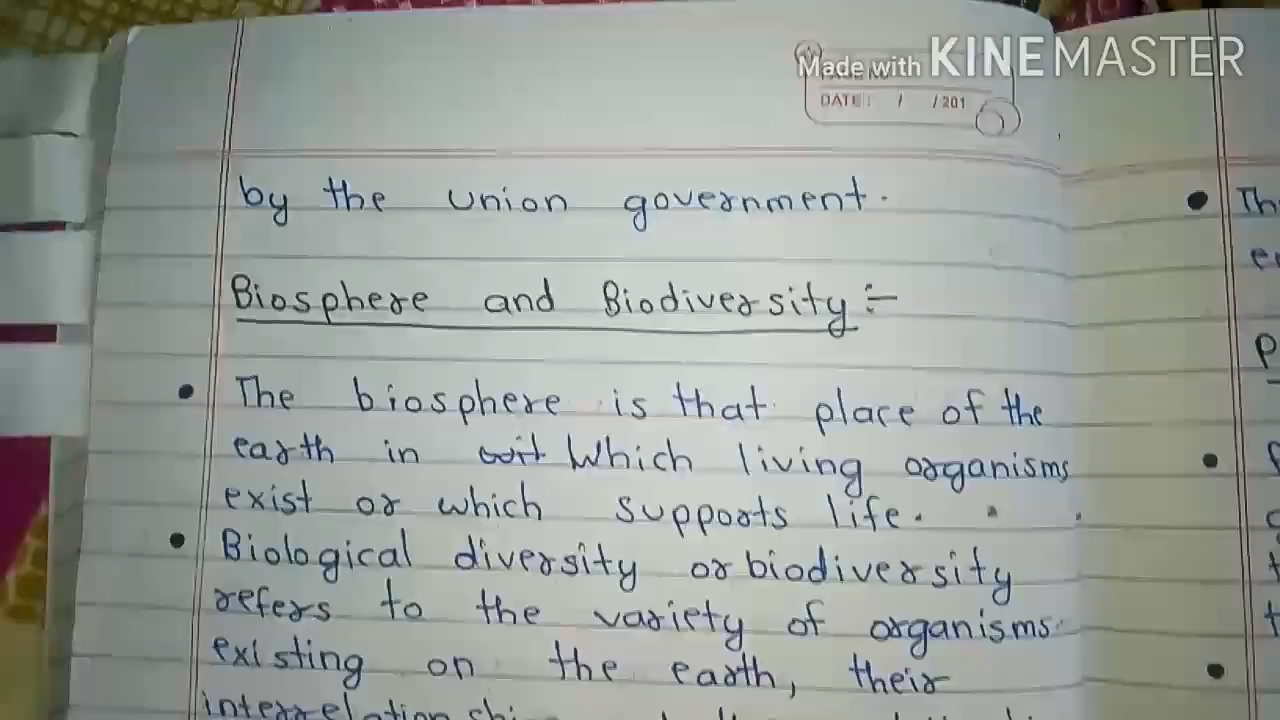 Made with KINEMASTER
DATE: / /201
by the union government.
Biosphere and Biodiversity :-
The biosphere is that place of the
earth in which living organisms
exist or which supports life.
Biological diversity or biodiversity
refers to the variety of organisms
existing on the earth, their
Th